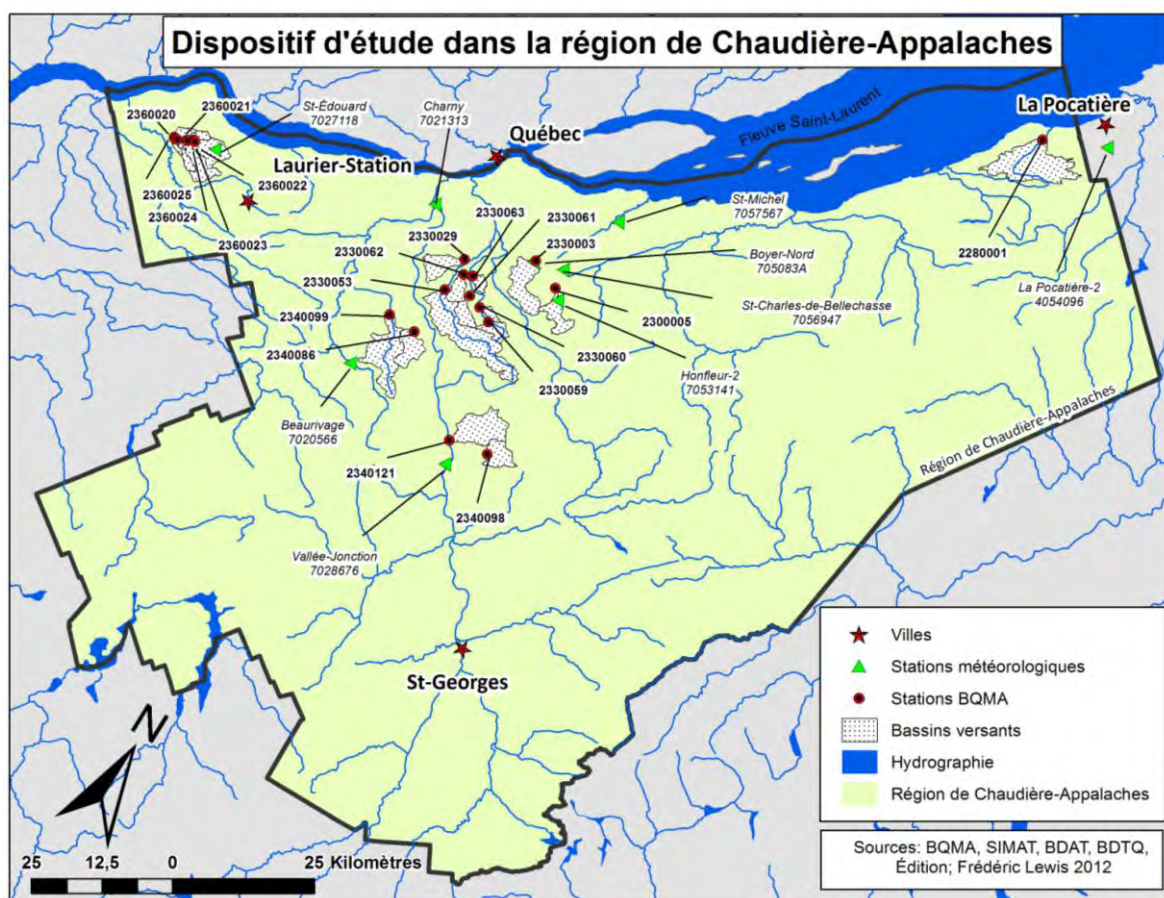 Dispositif d'étude dans la région de Chaudière-Appalaches
2360020
2360021
St-Édouard
7027118
Charny
7021313
Québec
Fleuve Saint-Laurent
La Pocatière
Laurier-Station
2360025
2360022
2360024
2360023
2330063
2330061
2330029
2330003
2330062
2330053
St-Michel
7057567
Boyer-Nord
705083A
2280001
La Pocatière-2
4054096
St-Charles-de-Bellechasse
7056947
2340099
2300005
2340086
2330060
2330059
Honfleur-2
7053141
Beaurivage
7020566
Région de Chaudière-Appalaches
2340121
2340098
Vallée-Jonction
7028676
St-Georges
N
25 12,5 0 25 Kilomètres
Villes
Stations météorologiques
Stations BQMA
Bassins versants
Hydrographie
Région de Chaudière-Appalaches
Sources: BQMA, SIMAT, BDAT, BDTQ,
Édition; Frédéric Lewis 2012